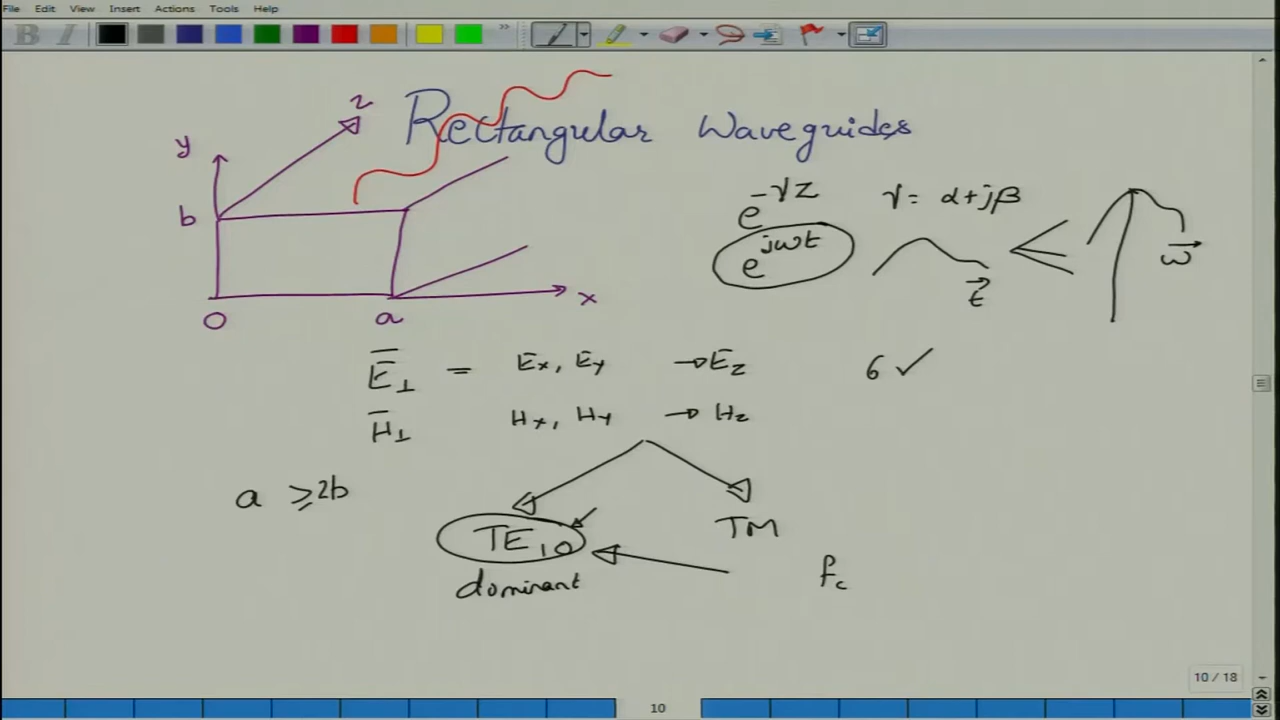 File Edit View Insert Actions Tools Help
B I
Rectangular Waveguides
z
y
b
0
a
x
e^{-γz} γ = α+jβ
e^{jωt}
t
ω
E⊥ = Ex, Ey → Ez 6 ✓
H⊥ Hx, Hy → Hz
a ≥ 2b
TE₁₀ TM
dominant
fc
10 / 18
10